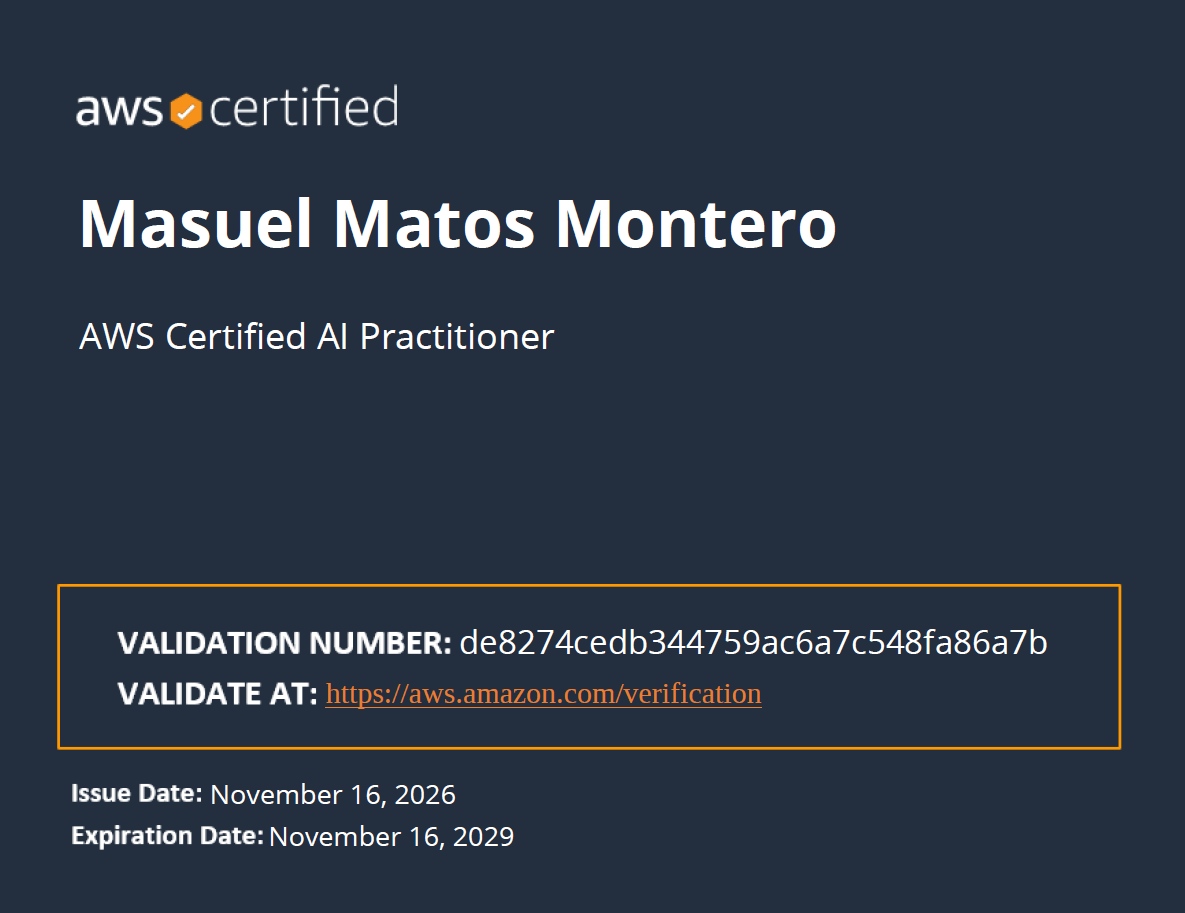 aws certified
Masuel Matos Montero
AWS Certified AI Practitioner
VALIDATION NUMBER: de8274cedb344759ac6a7c548fa86a7b
VALIDATE AT: https://aws.amazon.com/verification
Issue Date: November 16, 2026
Expiration Date: November 16, 2029